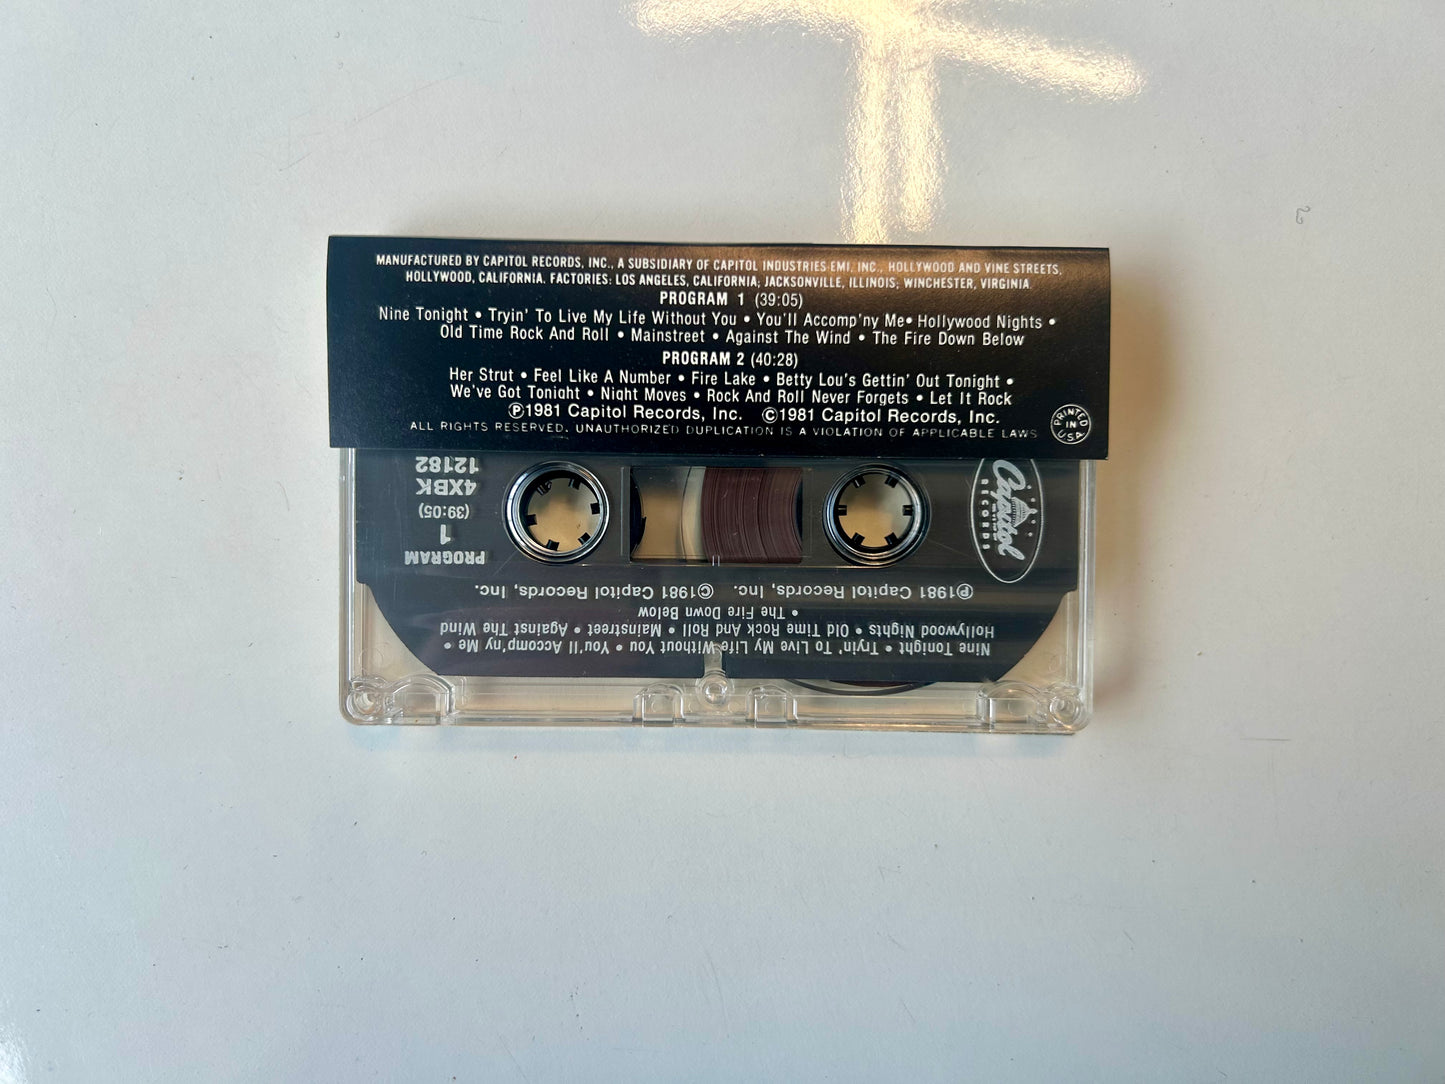 MANUFACTURED BY CAPITOL RECORDS, INC., A SUBSIDIARY OF CAPITOL INDUSTRIES EMI, INC., HOLLYWOOD AND VINE STREETS,
HOLLYWOOD, CALIFORNIA. FACTORIES: LOS ANGELES, CALIFORNIA; JACKSONVILLE, ILLINOIS; WINCHESTER, VIRGINIA.
PROGRAM 1 (39:05)
Nine Tonight • Tryin' To Live My Life Without You • You'll Accomp'ny Me• Hollywood Nights •
Old Time Rock And Roll • Mainstreet • Against The Wind • The Fire Down Below
PROGRAM 2 (40:28)
Her Strut • Feel Like A Number • Fire Lake • Betty Lou's Gettin' Out Tonight •
We've Got Tonight • Night Moves • Rock And Roll Never Forgets • Let It Rock
℗1981 Capitol Records, Inc. ©1981 Capitol Records, Inc.
ALL RIGHTS RESERVED. UNAUTHORIZED DUPLICATION IS A VIOLATION OF APPLICABLE LAWS
PRINTED
IN
U.S.A.
Nine Tonight • Tryin' To Live My Life Without You • You'll Accomp'ny Me •
Hollywood Nights • Old Time Rock And Roll • Mainstreet • Against The Wind
• The Fire Down Below
℗1981 Capitol Records, Inc. ©1981 Capitol Records, Inc.
PROGRAM
1
(39:05)
4XBK
12182
Capitol
RECORDS